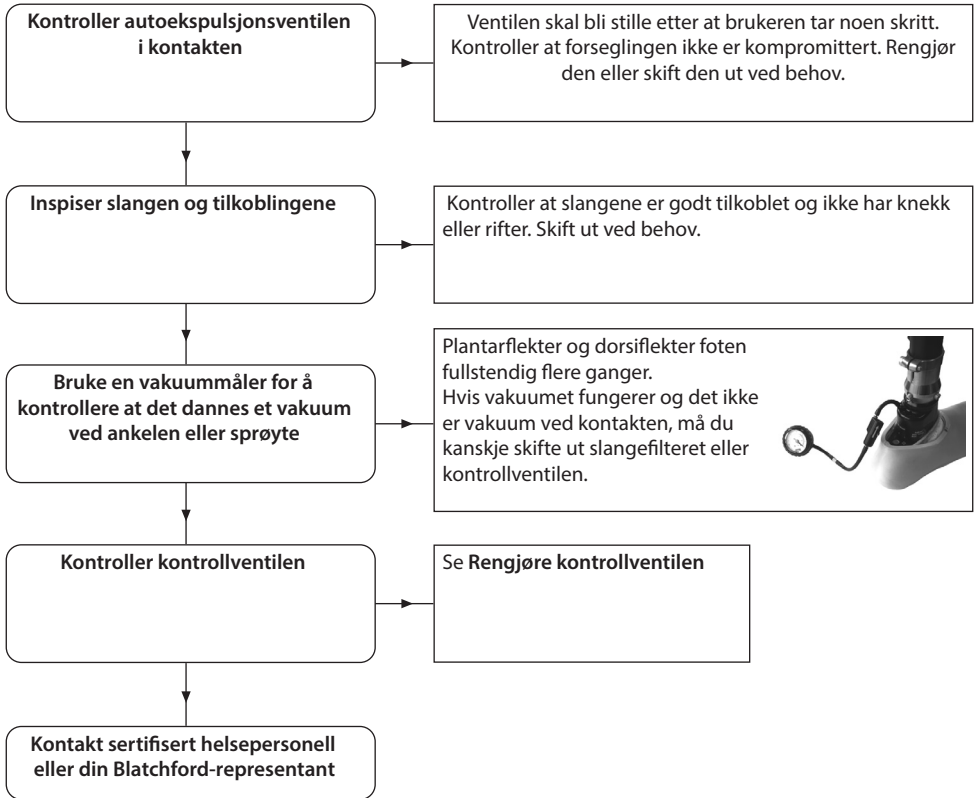 Kontroller autoekspulsjonsventilen
i kontakten
Ventilen skal bli stille etter at brukeren tar noen skritt.
Kontroller at forseglingen ikke er kompromittert. Rengjør
den eller skift den ut ved behov.
Inspiser slangen og tilkoblingene
Kontroller at slangene er godt tilkoblet og ikke har knekk
eller rifter. Skift ut ved behov.
Bruke en vakuummåler for å
kontrollere at det dannes et vakuum
ved ankelen eller sprøyte
Plantarflekter og dorsiflekter foten
fullstendig flere ganger.
Hvis vakuumet fungerer og det ikke
er vakuum ved kontakten, må du
kanskje skifte ut slangefilteret eller
kontrollventilen.
Kontroller kontrollventilen
Se Rengjøre kontrollventilen
Kontakt sertifisert helsepersonell
eller din Blatchford-representant